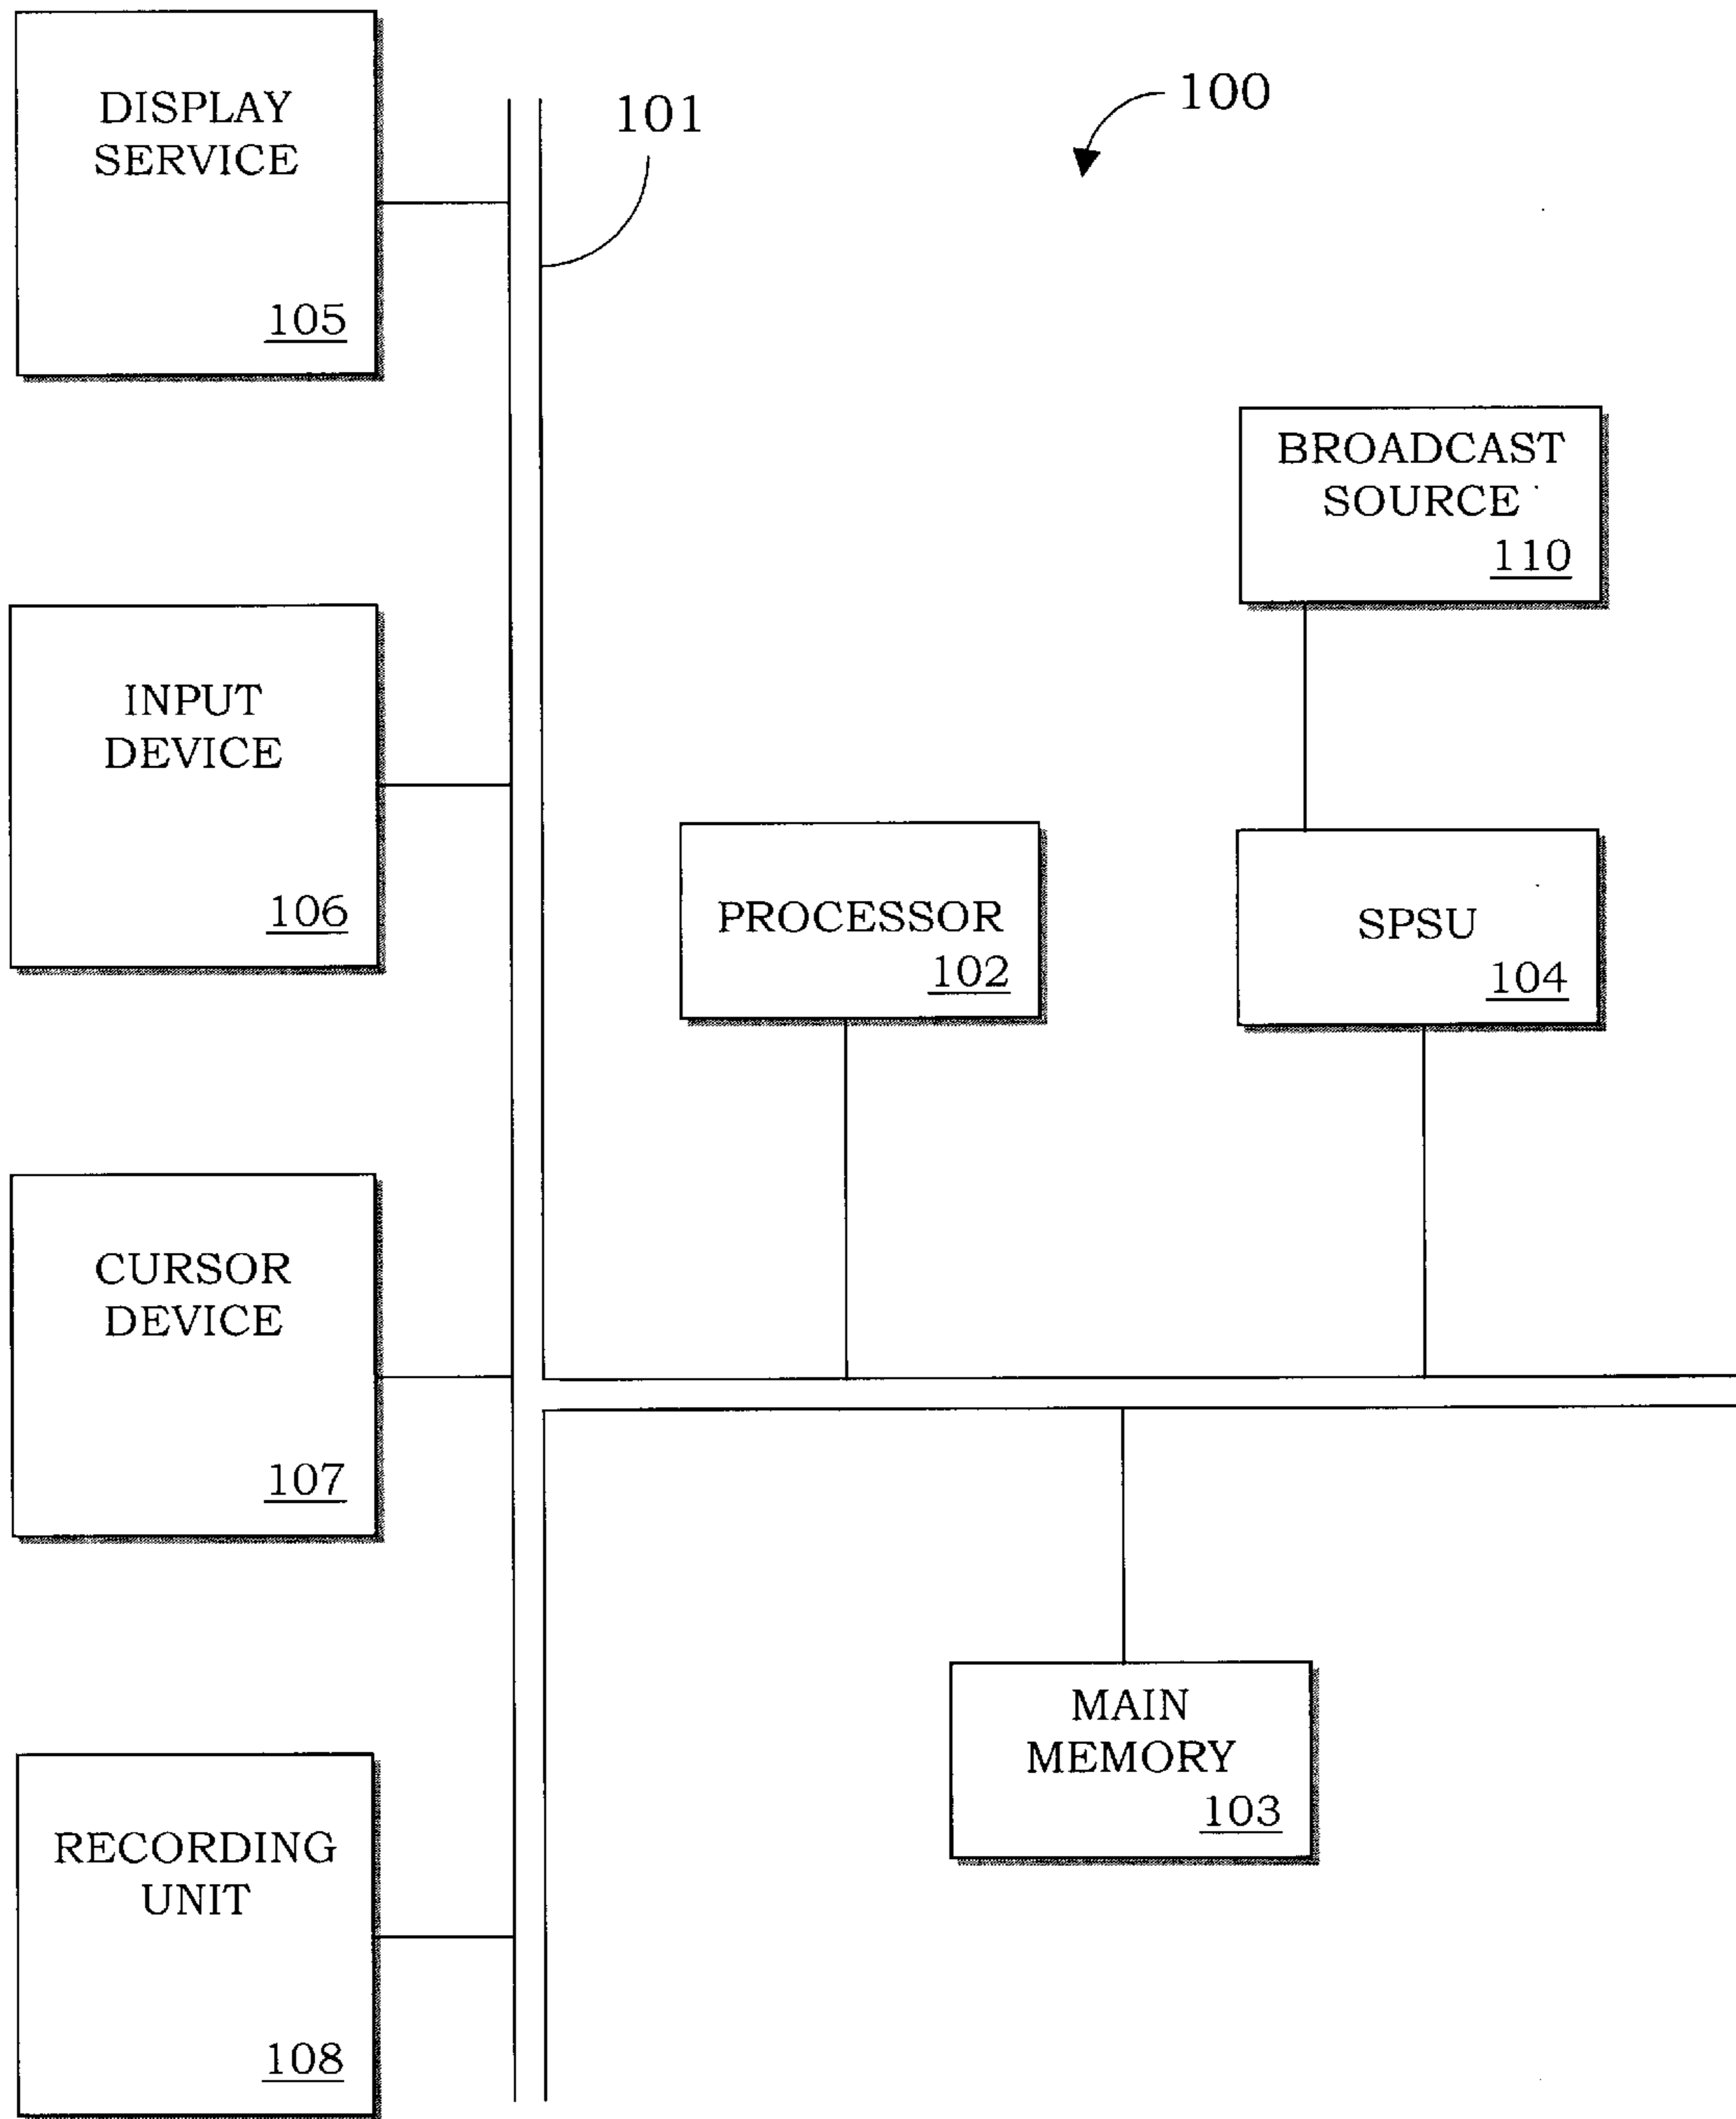 DISPLAY
SERVICE
105
101
100
BROADCAST
SOURCE
110
INPUT
DEVICE
106
PROCESSOR
102
SPSU
104
CURSOR
DEVICE
107
MAIN
MEMORY
103
RECORDING
UNIT
108